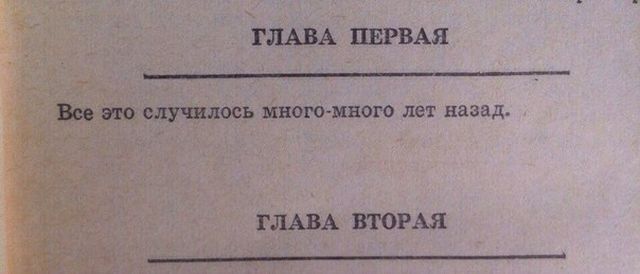 ГЛАВА ПЕРВАЯ
Все это случилось много-много лет назад.
ГЛАВА ВТОРАЯ